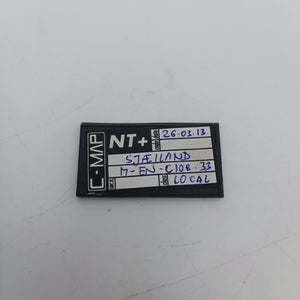 C-MAP
NT+
26.03.13
SJÆLLAND
M-EN-C108.33
LOCAL